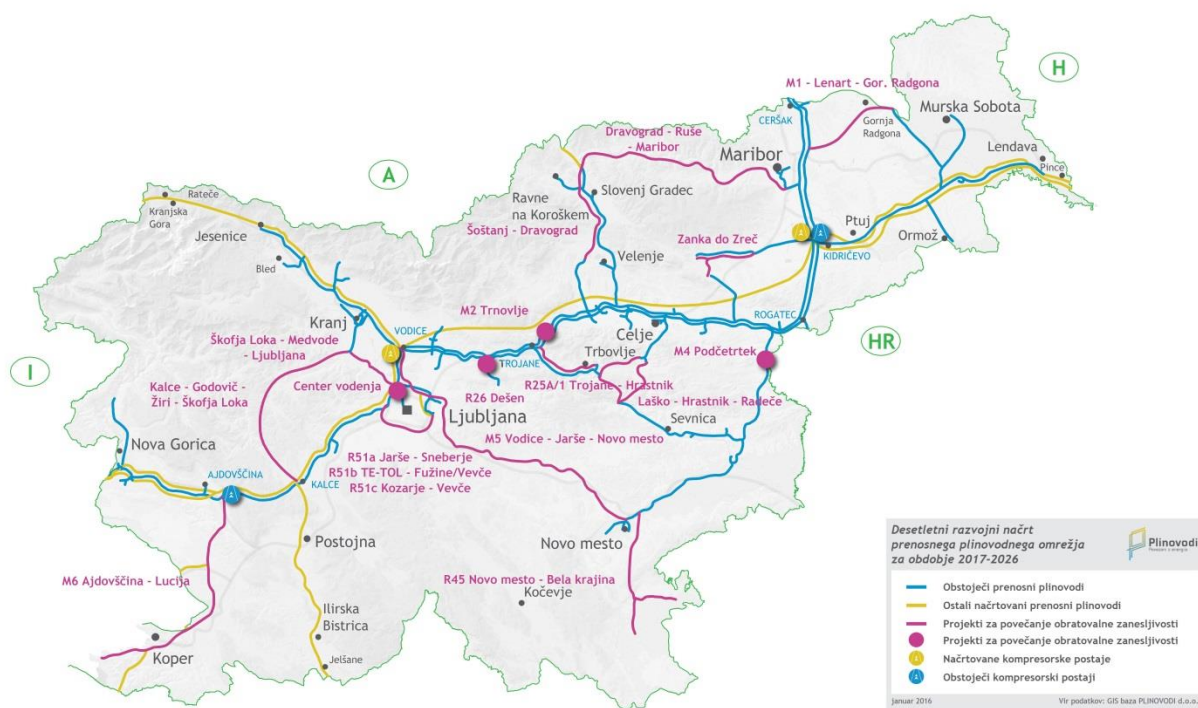 H
M1 - Lenart - Gor. Radgona
Murska Sobota
CERŠAK
Gornja
Radgona
Dravograd - Ruše
- Maribor
Maribor
Lendava
Pince
A
Rateče
Kranjska
Gora
Ravne
na Koroškem
Slovenj Gradec
Šoštanj - Dravograd
Jesenice
Ptuj
Ormož
Zanka do Zreč
KIDRIČEVO
Bled
Velenje
M2 Trnovlje
Kranj
VODICE
ROGATEC
Celje
HR
Škofja Loka - Medvode
- Ljubljana
TROJANE
Trbovlje
M4 Podčetrtek
I
Kalce - Godovič -
Žiri - Škofja Loka
Center vodenja
R26 Dešen
R25A/1 Trojane - Hrastnik
Laško - Hrastnik - Radeče
Ljubljana
Sevnica
Nova Gorica
M5 Vodice - Jarše - Novo mesto
R51a Jarše - Sneberje
R51b TE-TOL - Fužine/Vevče
R51c Kozarje - Vevče
AJDOVŠČINA
KALCE
Postojna
Novo mesto
M6 Ajdovščina - Lucija
R45 Novo mesto - Bela krajina
Kočevje
Ilirska
Bistrica
Koper
Jelšane
Desetletni razvojni načrt
prenosnega plinovodnega omrežja
za obdobje 2017-2026
Plinovodi
Povezani z energijo
Obstoječi prenosni plinovodi
Ostali načrtovani prenosni plinovodi
Projekti za povečanje obratovalne zanesljivosti
Projekti za povečanje obratovalne zanesljivosti
Načrtovane kompresorske postaje
Obstoječi kompresorski postaji
januar 2016
Vir podatkov: GIS baza PLINOVODI d.o.o.